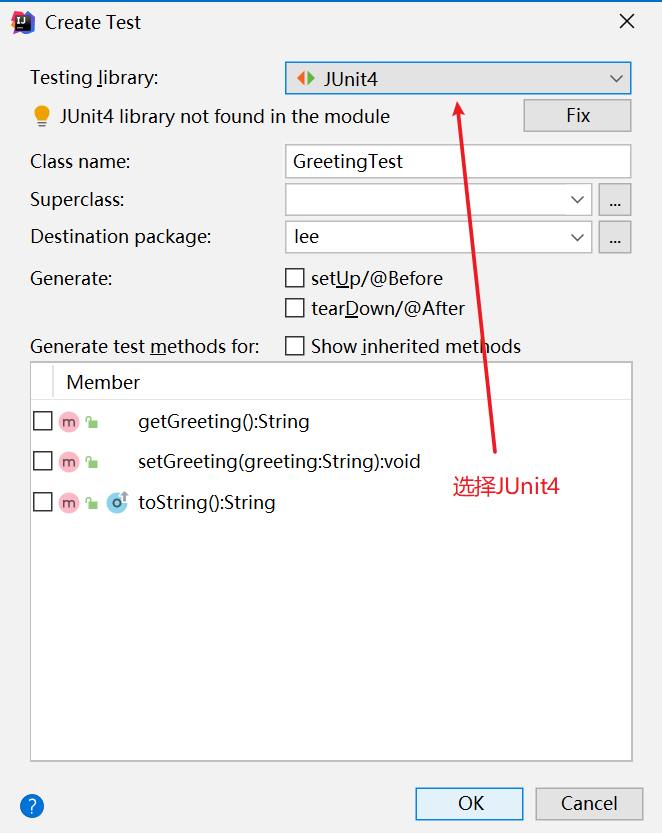 Create Test
Testing library: JUnit4
JUnit4 library not found in the module Fix
Class name: GreetingTest
Superclass: ...
Destination package: lee ...
Generate: setUp/@Before
tearDown/@After
Generate test methods for: Show inherited methods
Member
m getGreeting():String
m setGreeting(greeting:String):void
m o toString():String
选择JUnit4
? OK Cancel